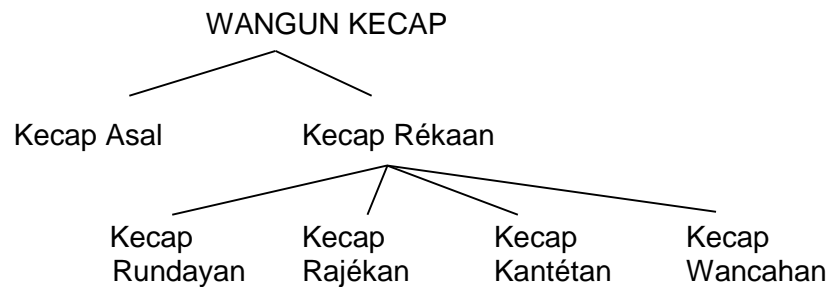 WANGUN KECAP
Kecap Asal Kecap Rékaan
Kecap Kecap Kecap Kecap
Rundayan Rajékan Kantétan Wancahan